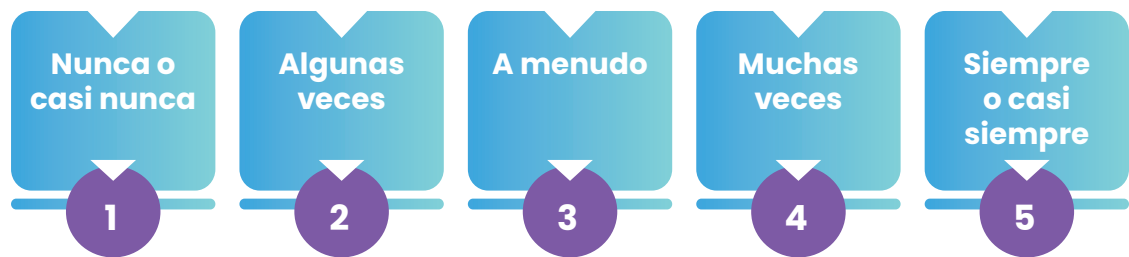 Nunca o
casi nunca
1
Algunas
veces
2
A menudo
3
Muchas
veces
4
Siempre
o casi
siempre
5